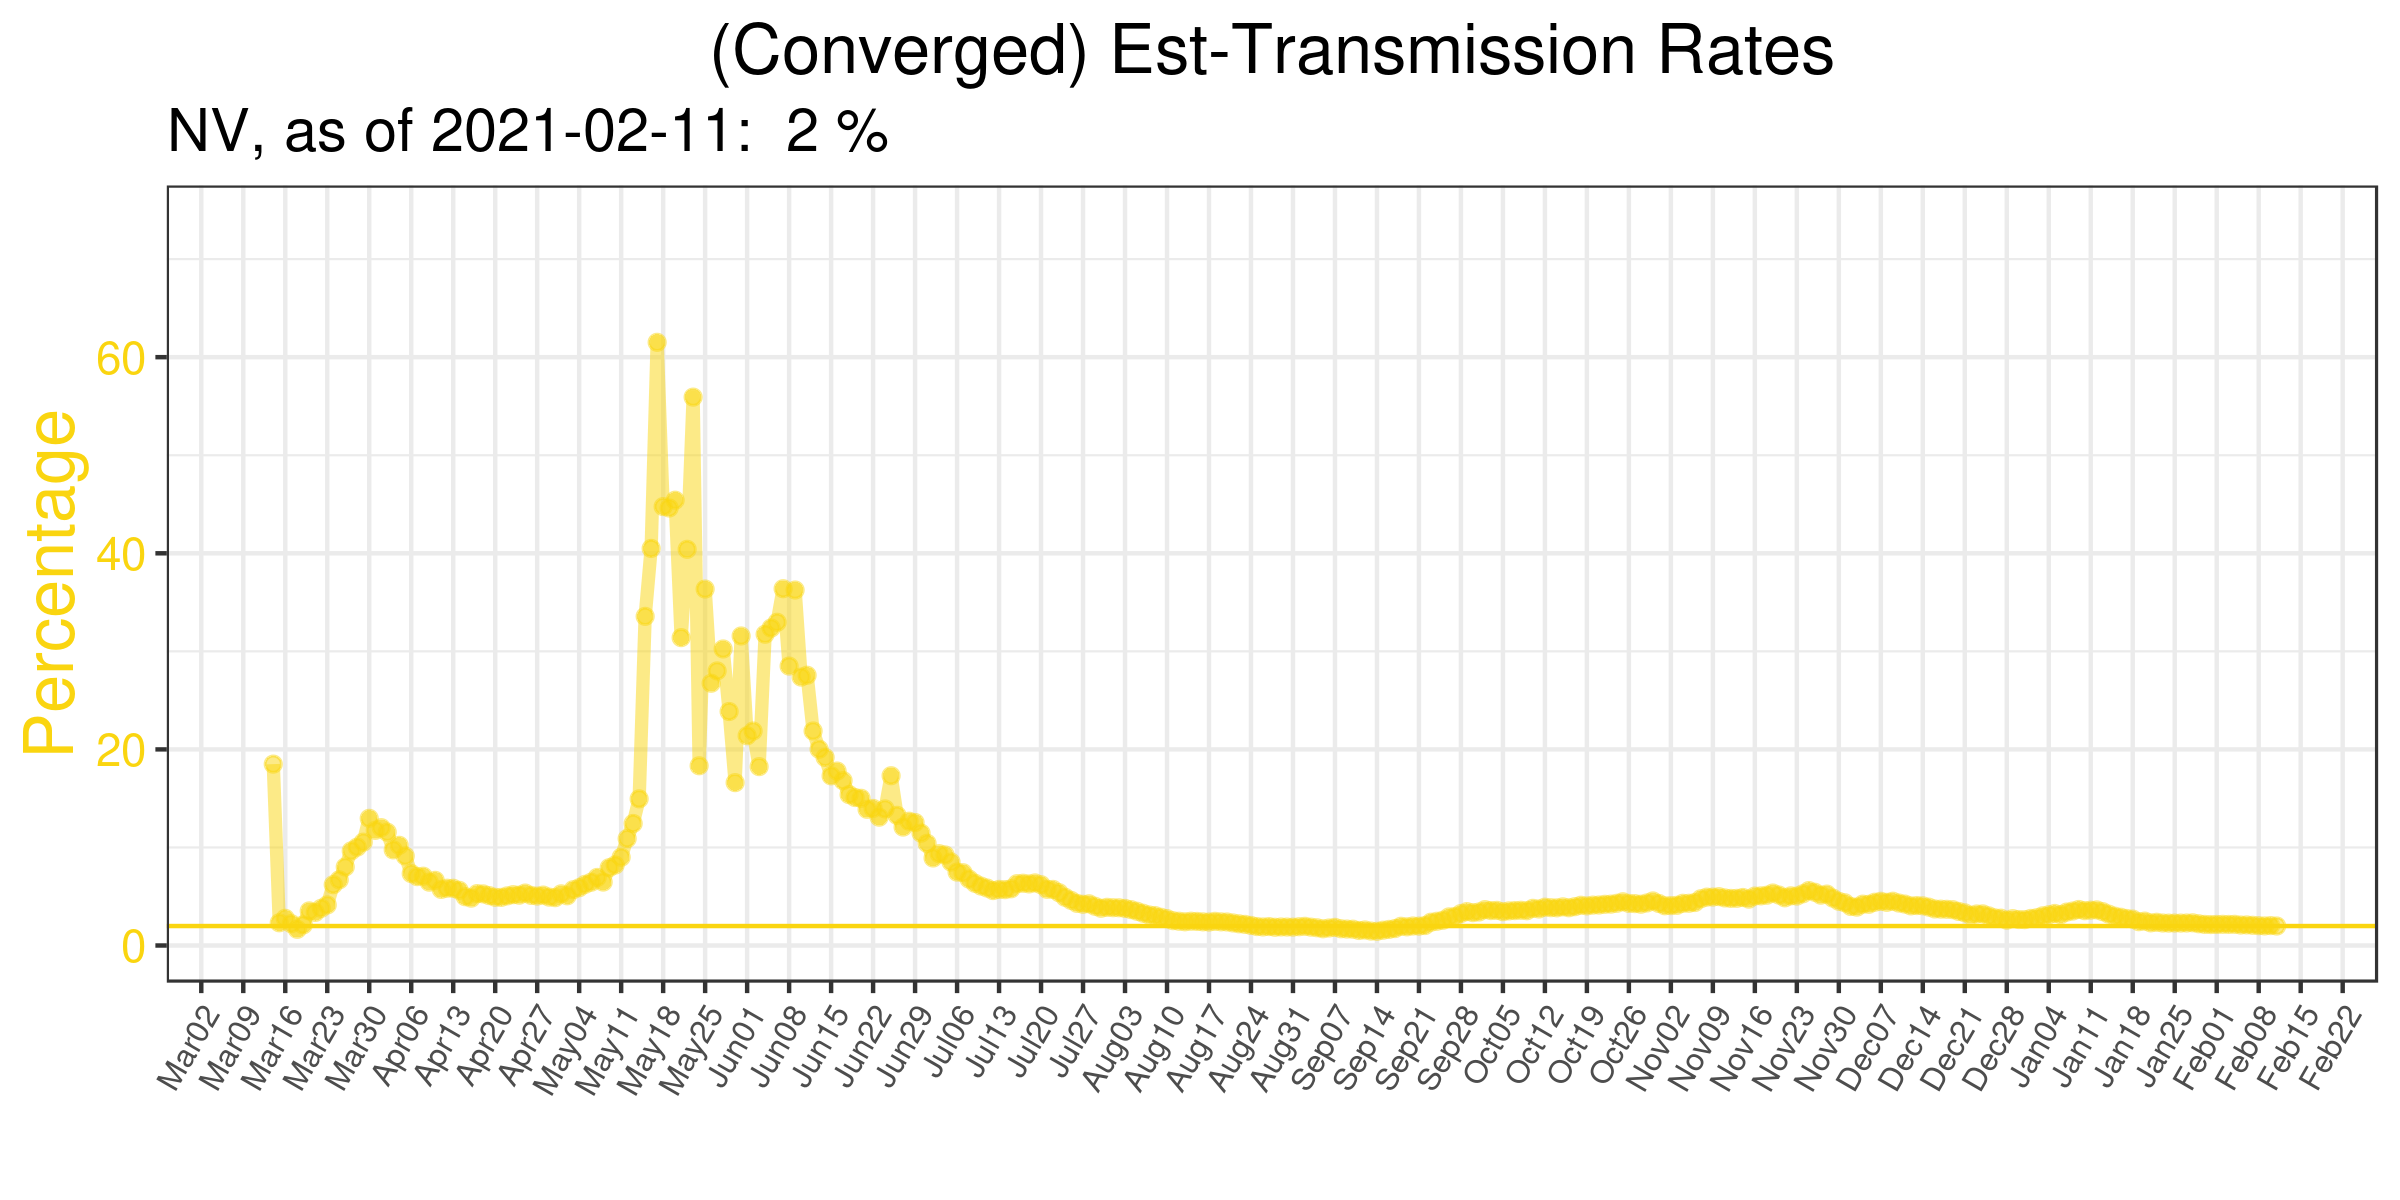 (Converged) Est-Transmission Rates
NV, as of 2021-02-11:  2 %
Percentage
60
40
20
0
Mar02
Mar09
Mar16
Mar23
Mar30
Apr06
Apr13
Apr20
Apr27
May04
May11
May18
May25
Jun01
Jun08
Jun15
Jun22
Jun29
Jul06
Jul13
Jul20
Jul27
Aug03
Aug10
Aug17
Aug24
Aug31
Sep07
Sep14
Sep21
Sep28
Oct05
Oct12
Oct19
Oct26
Nov02
Nov09
Nov16
Nov23
Nov30
Dec07
Dec14
Dec21
Dec28
Jan04
Jan11
Jan18
Jan25
Feb01
Feb08
Feb15
Feb22